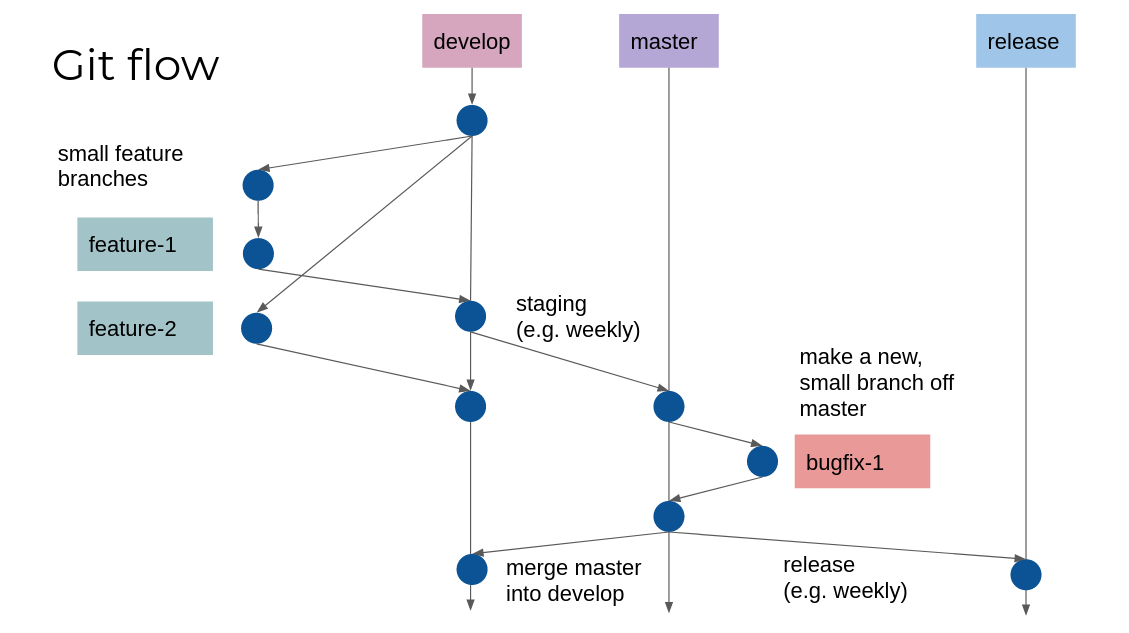 Git flow
develop
master
release
small feature
branches
feature-1
feature-2
staging
(e.g. weekly)
make a new,
small branch off
master
bugfix-1
merge master
into develop
release
(e.g. weekly)